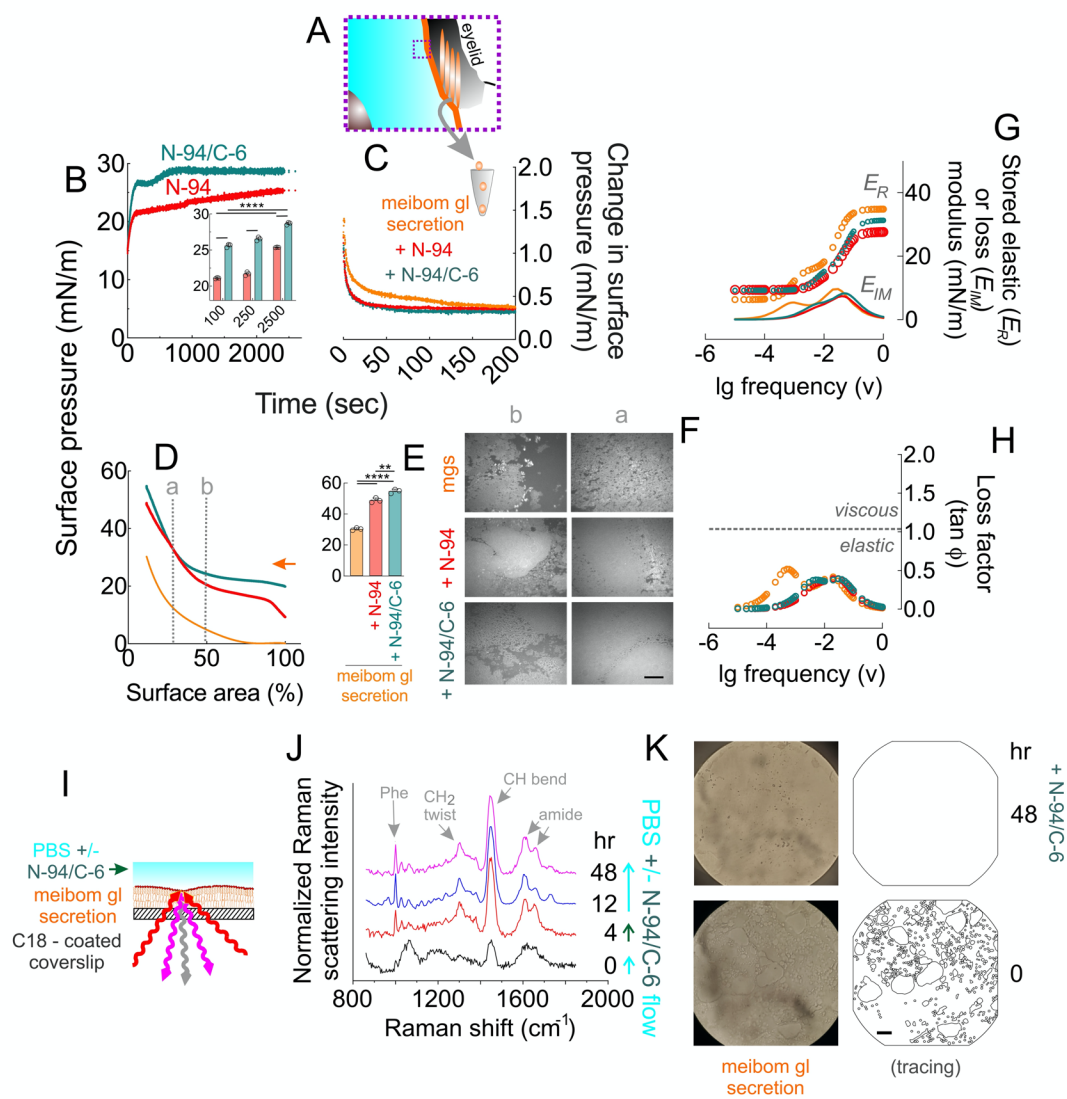 A
eyelid
B
N-94/C-6
N-94
30
20
10
0
0
1000
2000
****
30
25
20
100
250
2500
Surface pressure (mN/m)
C
meibom gl
secretion
+ N-94
+ N-94/C-6
2.0
1.5
1.0
0.5
0.0
0
50
100
150
200
Change in surface
pressure (mN/m)
Time (sec)
G
E_R
E_IM
40
20
0
-6
-4
-2
0
lg frequency (v)
Stored elastic (E_R)
or loss (E_IM)
modulus (mN/m)
D
a
b
60
40
20
0
0
50
100
Surface area (%)
**
****
60
40
20
0
+ N-94
+ N-94/C-6
meibom gl
secretion
E
b
a
mgs
+ N-94
+ N-94/C-6
F
H
viscous
elastic
2.0
1.5
1.0
0.5
0.0
-6
-4
-2
0
lg frequency (v)
Loss factor
(tan ϕ)
I
PBS +/-
N-94/C-6
meibom gl
secretion
C18 - coated
coverslip
J
Normalized Raman
scattering intensity
Phe
CH2
twist
CH bend
amide
hr
48
12
4
0
PBS +/- N-94/C-6 flow
800
1200
1600
2000
Raman shift (cm-1)
K
hr
48
0
+ N-94/C-6
meibom gl
secretion
(tracing)